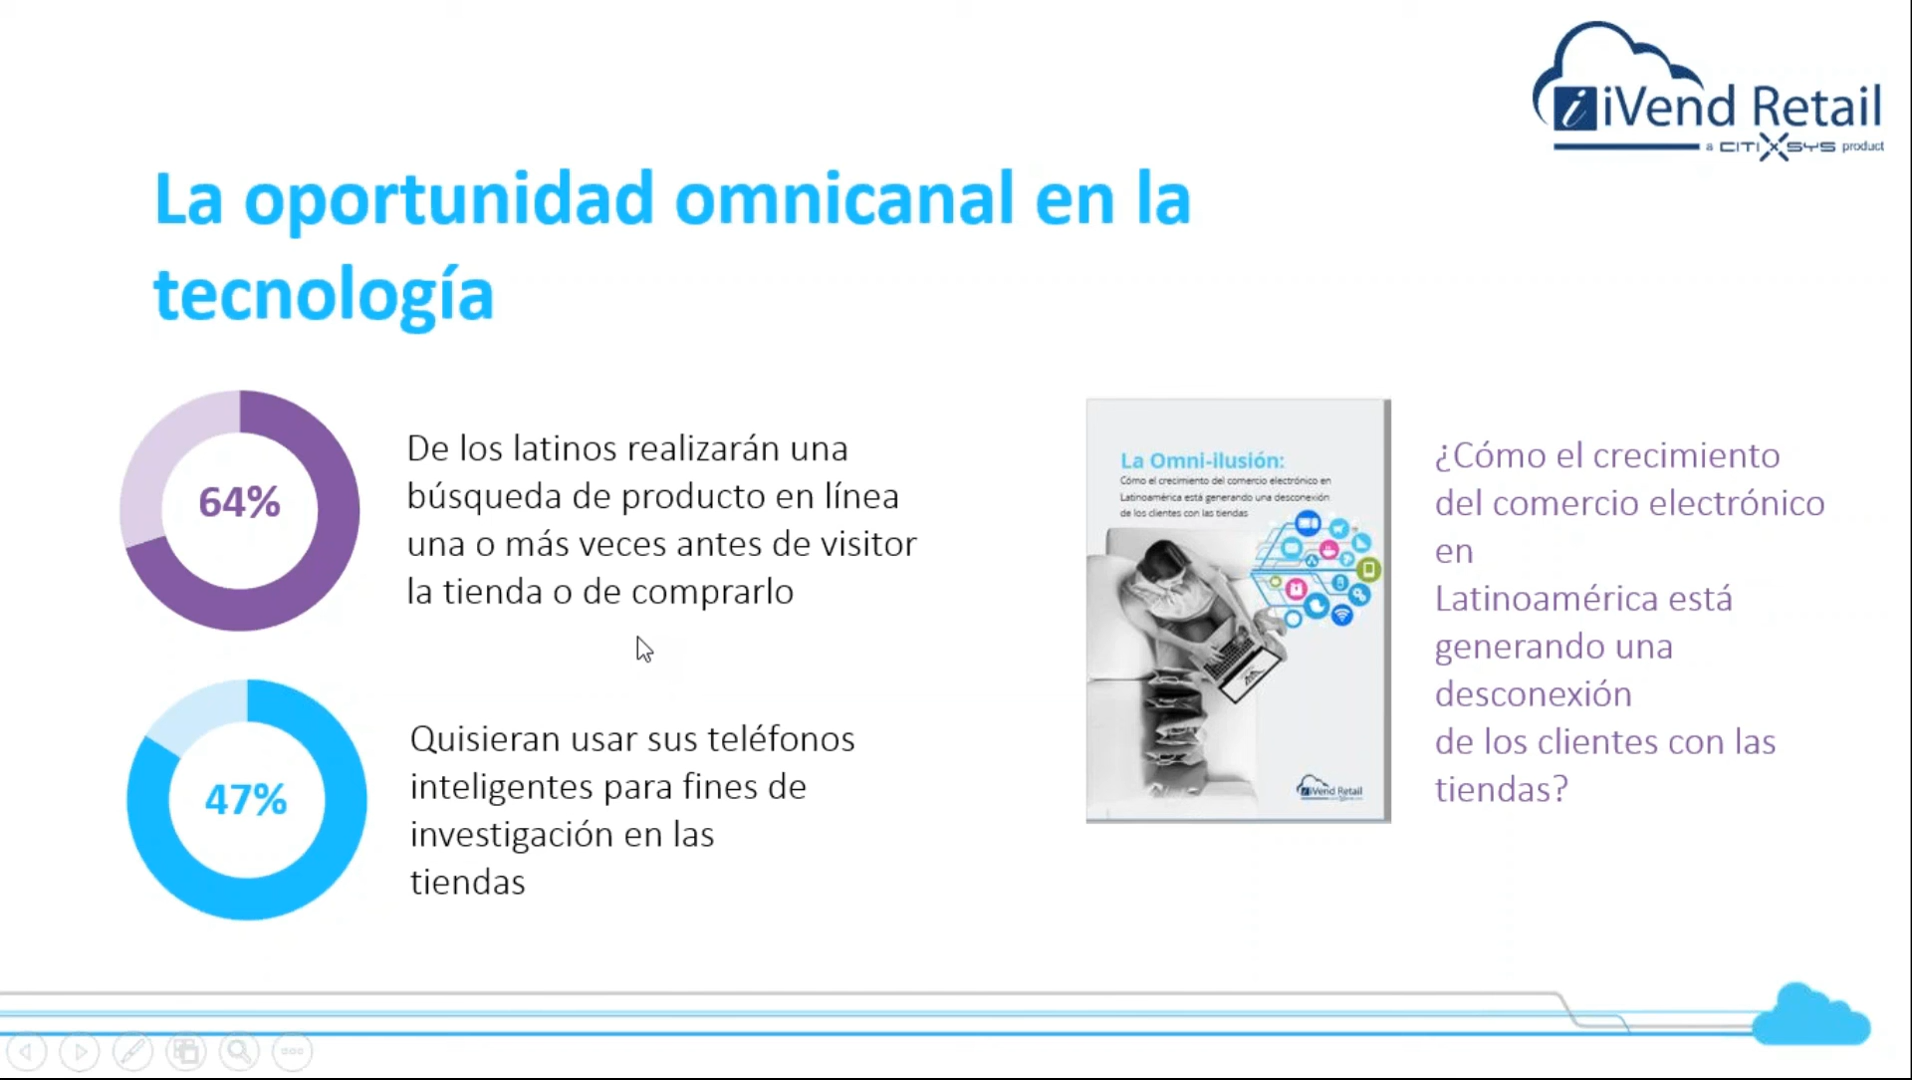 iVend Retail
a CITIXSYS product
La oportunidad omnicanal en la
tecnología
64%
De los latinos realizarán una
búsqueda de producto en línea
una o más veces antes de visitor
la tienda o de comprarlo
47%
Quisieran usar sus teléfonos
inteligentes para fines de
investigación en las
tiendas
La Omni-ilusión:
Cómo el crecimiento del comercio electrónico en
Latinoamérica está generando una desconexión
de los clientes con las tiendas
iVend Retail
¿Cómo el crecimiento
del comercio electrónico
en
Latinoamérica está
generando una
desconexión
de los clientes con las
tiendas?